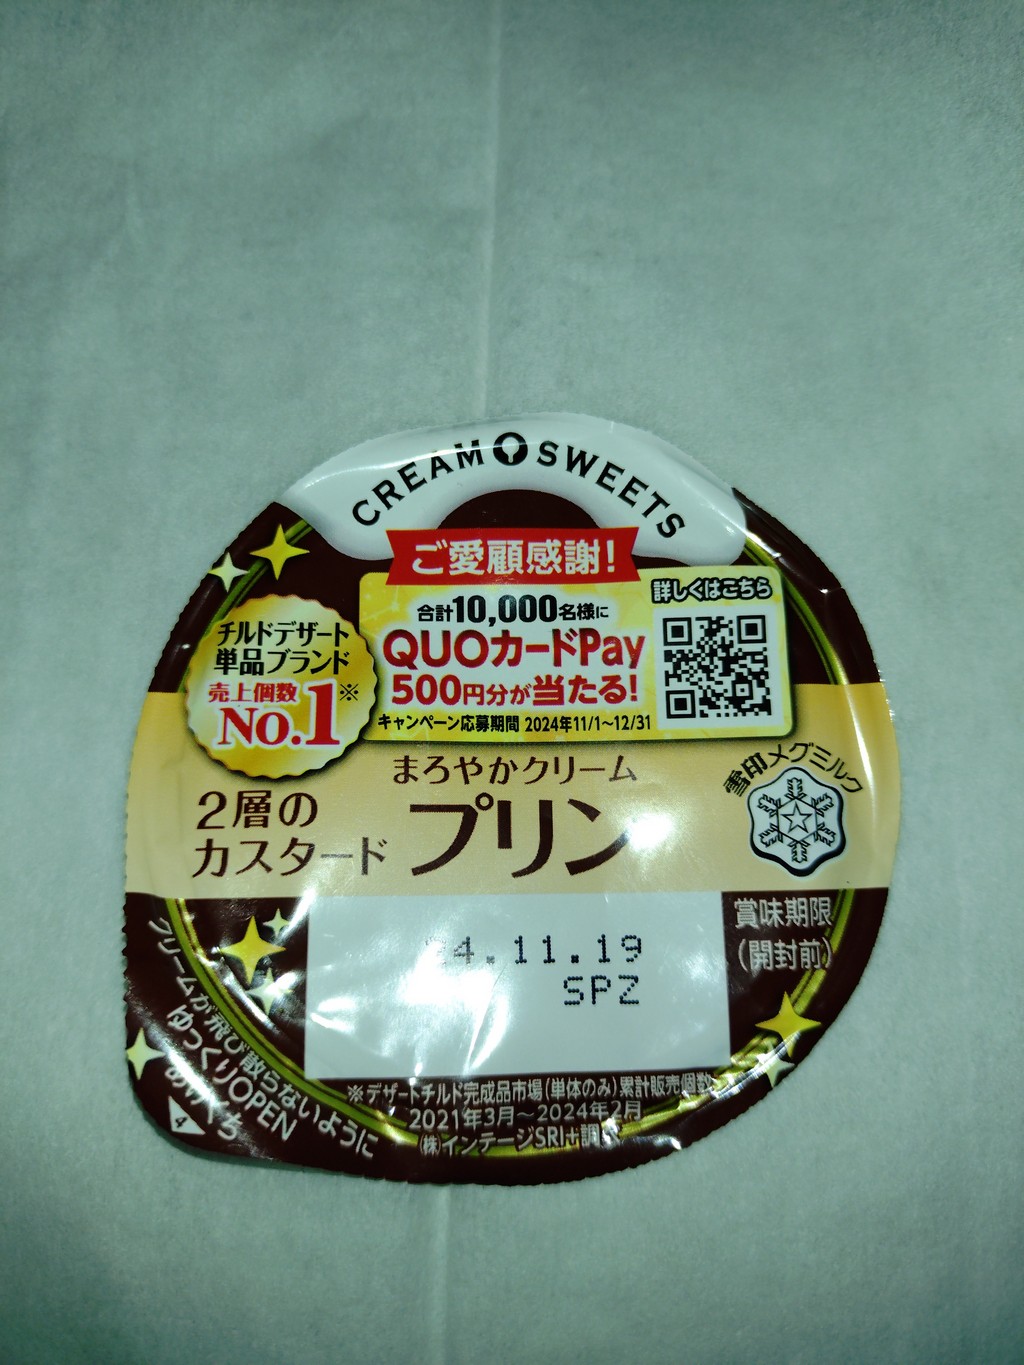 CREAM SWEETS
ご愛顧感謝!
詳しくはこちら
合計10,000名様に
QUOカードPay
500円分が当たる!
キャンペーン応募期間 2024年11/1~12/31
チルドデザート
単品ブランド
売上個数※
No.1
まろやかクリーム
2層の
カスタード
プリン
雪印メグミルク
賞味期限
(開封前)
24.11.19
SPZ
クリームが飛び散らないように
ゆっくりOPEN
あけくち
4
※デザートチルド完成品市場(単体のみ)累計販売個数
2021年3月~2024年2月
(株)インテージSRI+調べ